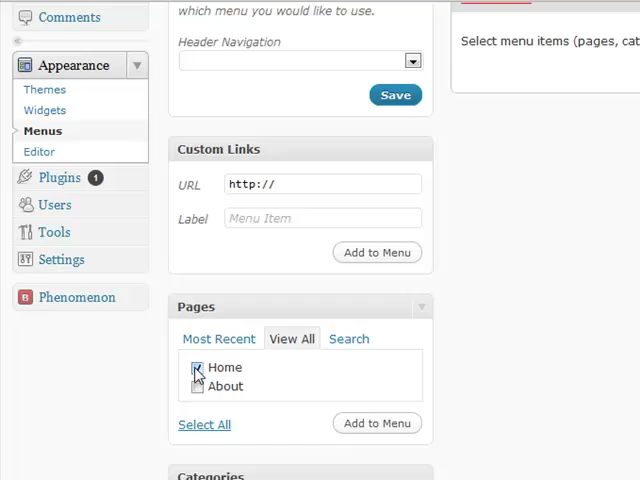 Comments
Appearance
Themes
Widgets
Menus
Editor
Plugins 1
Users
Tools
Settings
B Phenomenon
which menu you would like to use.
Header Navigation
Save
Custom Links
URL http://
Label Menu Item
Add to Menu
Pages
Most Recent View All Search
Home
About
Select All Add to Menu
Categories
Select menu items (pages, cat